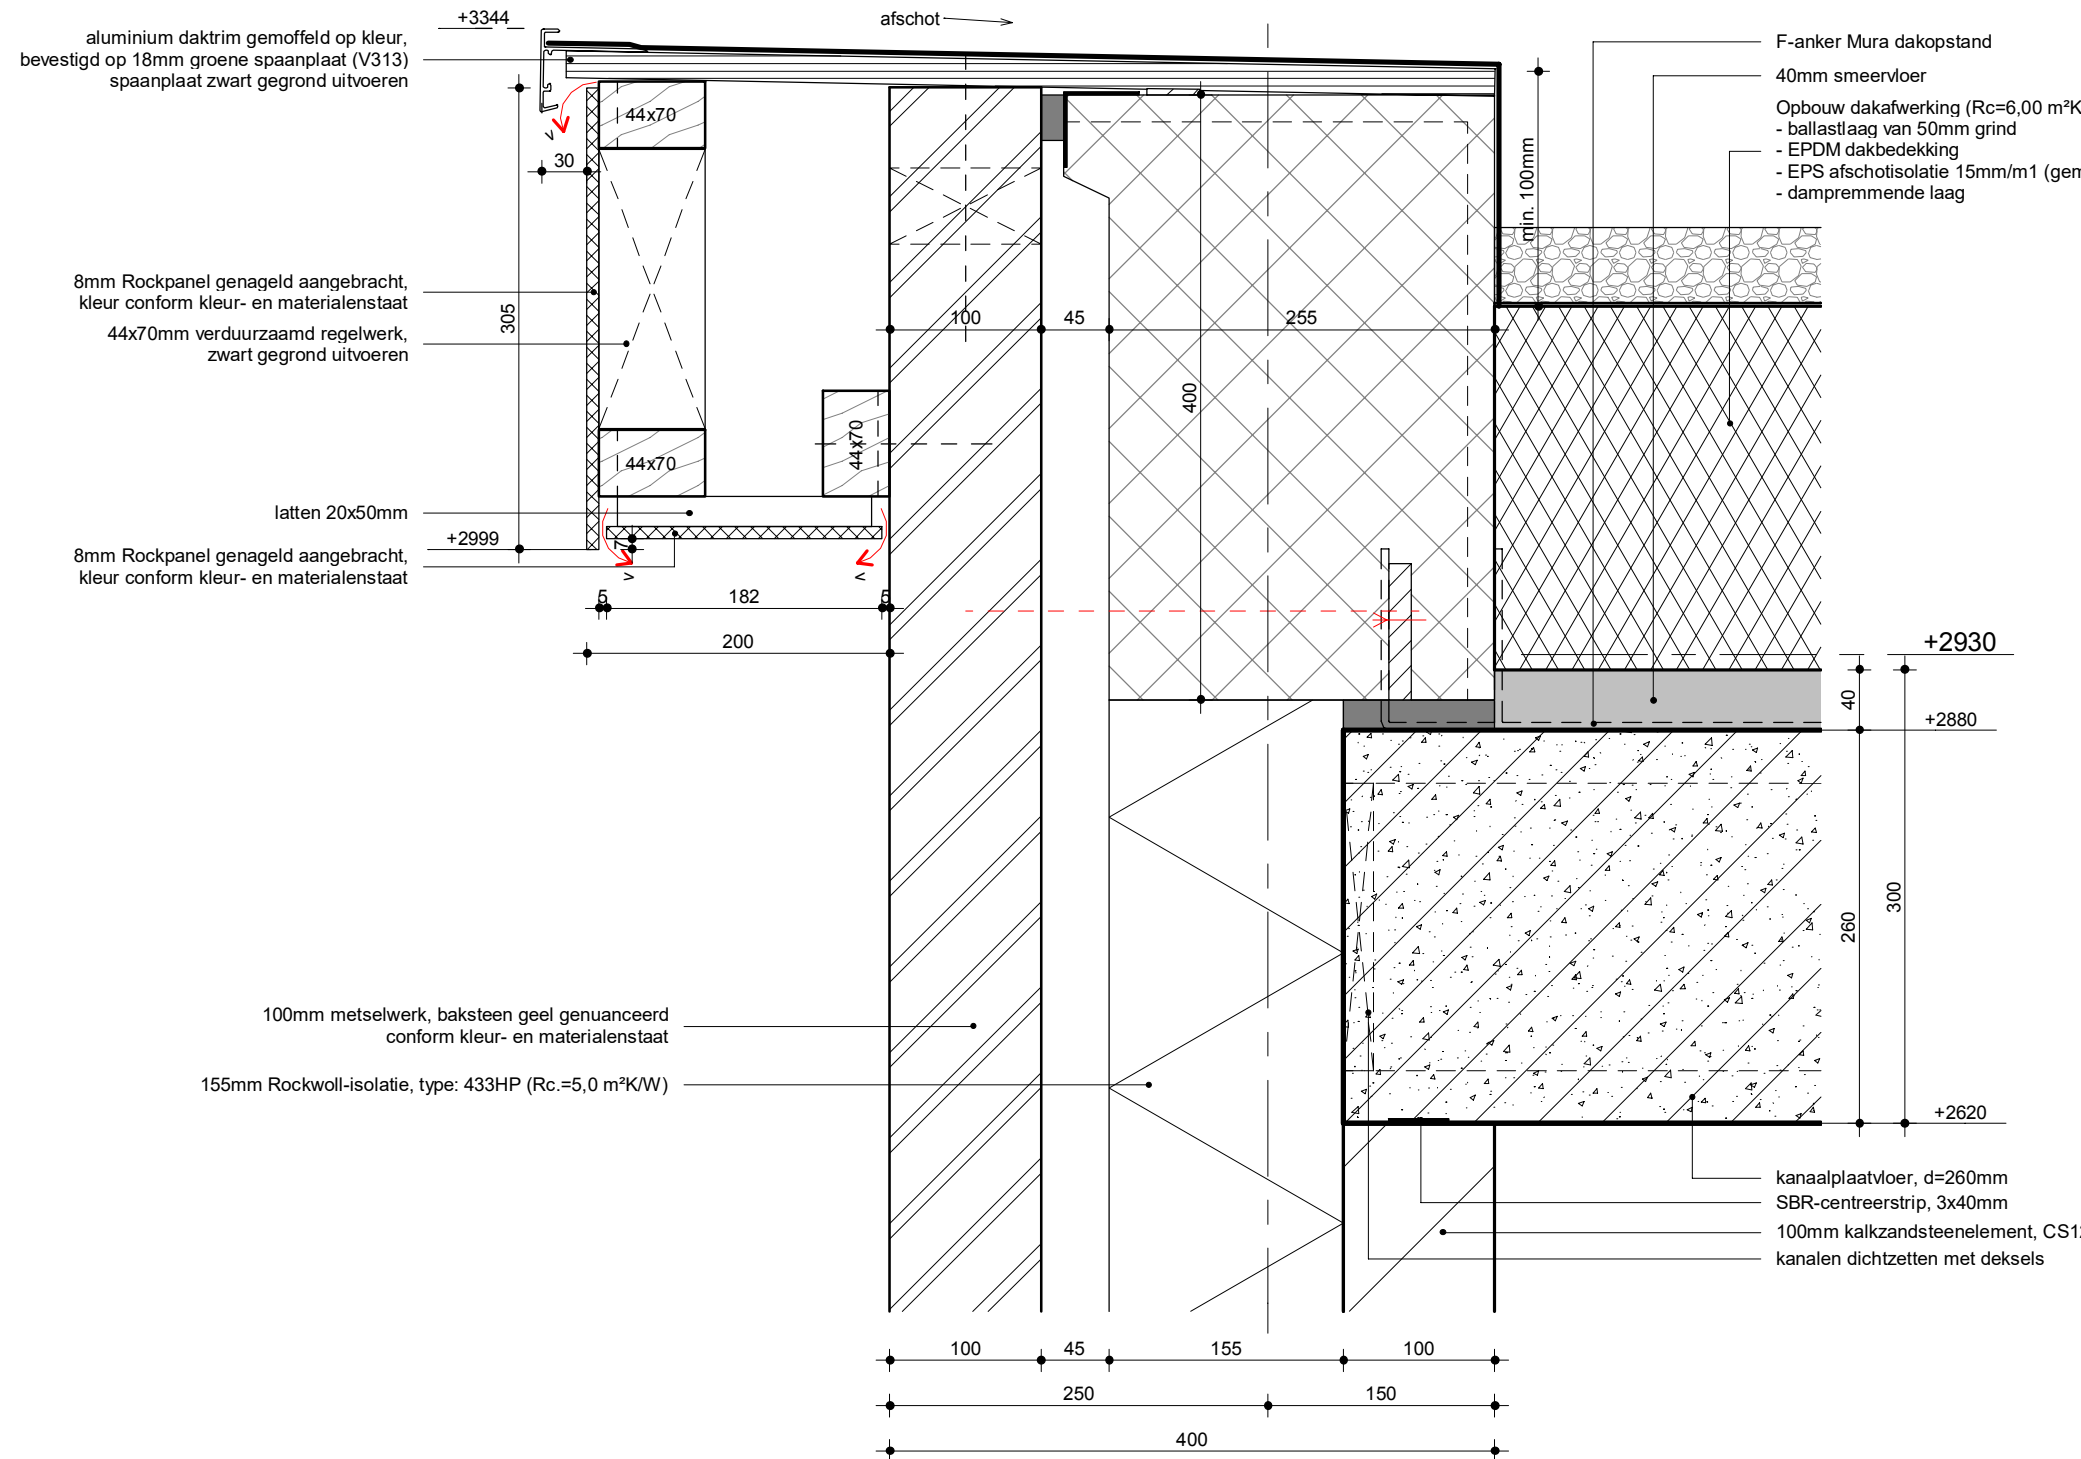 +3344
afschot
aluminium daktrim gemoffeld op kleur,
bevestigd op 18mm groene spaanplaat (V313)
spaanplaat zwart gegrond uitvoeren
F-anker Mura dakopstand
40mm smeervloer
Opbouw dakafwerking (Rc=6,00 m²K
- ballastlaag van 50mm grind
- EPDM dakbedekking
- EPS afschotisolatie 15mm/m1 (gem
- dampremmende laag
44x70
30
min. 100mm
8mm Rockpanel genageld aangebracht,
kleur conform kleur- en materialenstaat
305
100
45
255
44x70mm verduurzaamd regelwerk,
zwart gegrond uitvoeren
400
44x70
44x70
latten 20x50mm
+2999
7
8mm Rockpanel genageld aangebracht,
kleur conform kleur- en materialenstaat
5
182
5
200
+2930
40
+2880
260
300
100mm metselwerk, baksteen geel genuanceerd
conform kleur- en materialenstaat
155mm Rockwoll-isolatie, type: 433HP (Rc.=5,0 m²K/W)
+2620
kanaalplaatvloer, d=260mm
SBR-centreerstrip, 3x40mm
100mm kalkzandsteenelement, CS12
kanalen dichtzetten met deksels
100
45
155
100
250
150
400